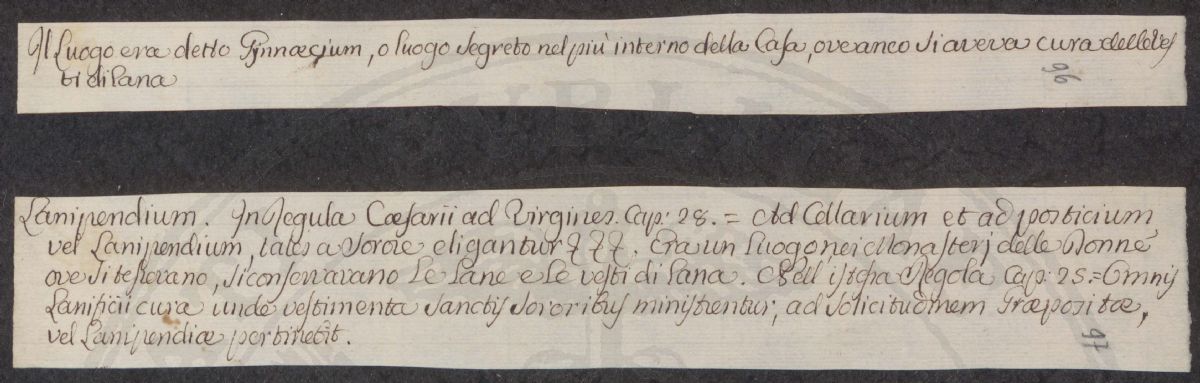 Il Luogo era detto Gynnaeçium, o luogo segreto nel più interno della Casa, ove anco si aveva cura delle Ves
ti di Lana
96
Lanipendium. In Regula Caesarii ad Virgines. Cap: 28. = Ad Cellarium et ad posticium
vel Lanipendium, tales a Sorore eligantur &&&. Era un Luogo nei Monasterj delle Donne
ove si tessevano, si conservavano le Lane e le vesti di lana. Nell istessa Regola Cap: 25. = Omnis
Lanificii cura unde vestimenta Sanctis Sororibus ministrentur, ad solicitudinem Praepositae,
vel Lanipendiae pertinebit.
97